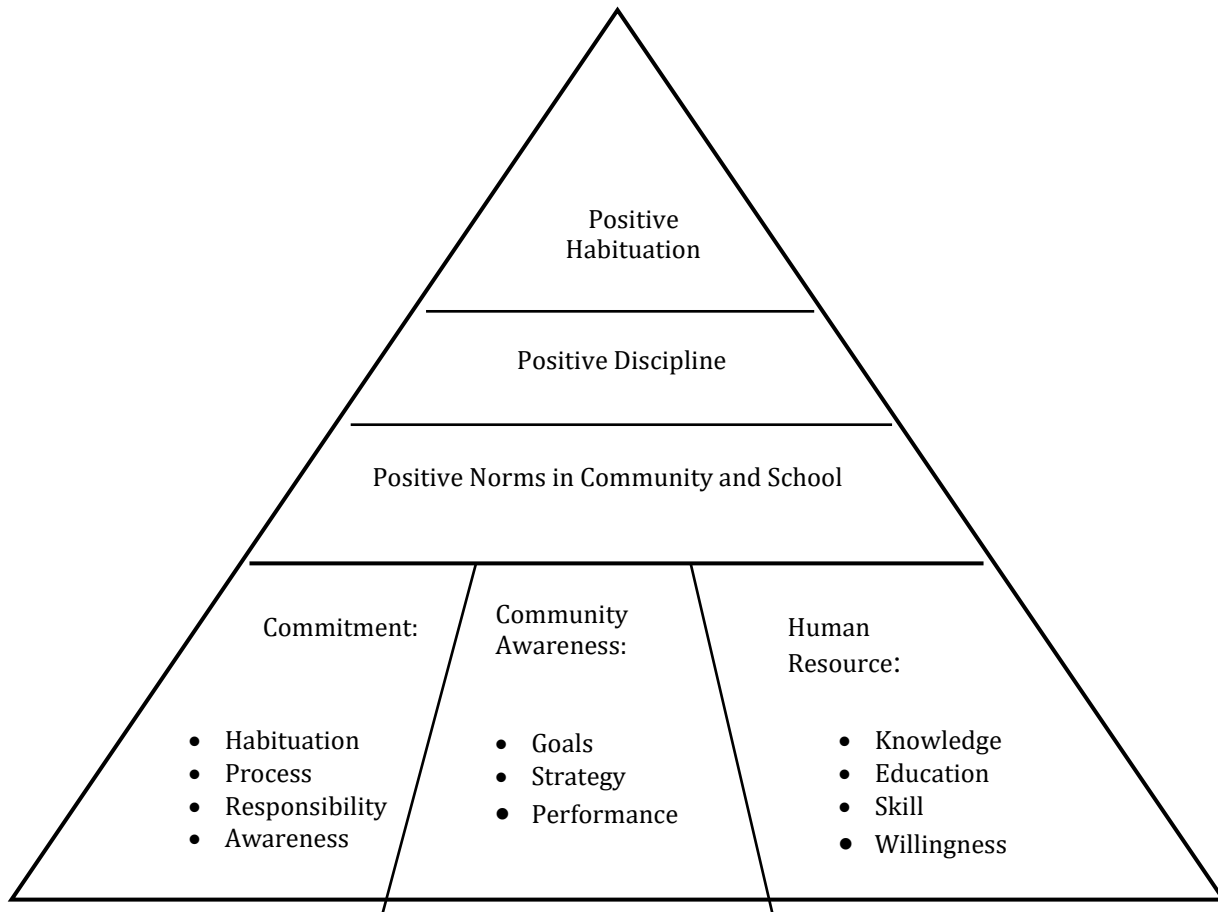 Positive
Habituation
Positive Discipline
Positive Norms in Community and School
Commitment:
• Habituation
• Process
• Responsibility
• Awareness
Community
Awareness:
• Goals
• Strategy
• Performance
Human
Resource:
• Knowledge
• Education
• Skill
• Willingness